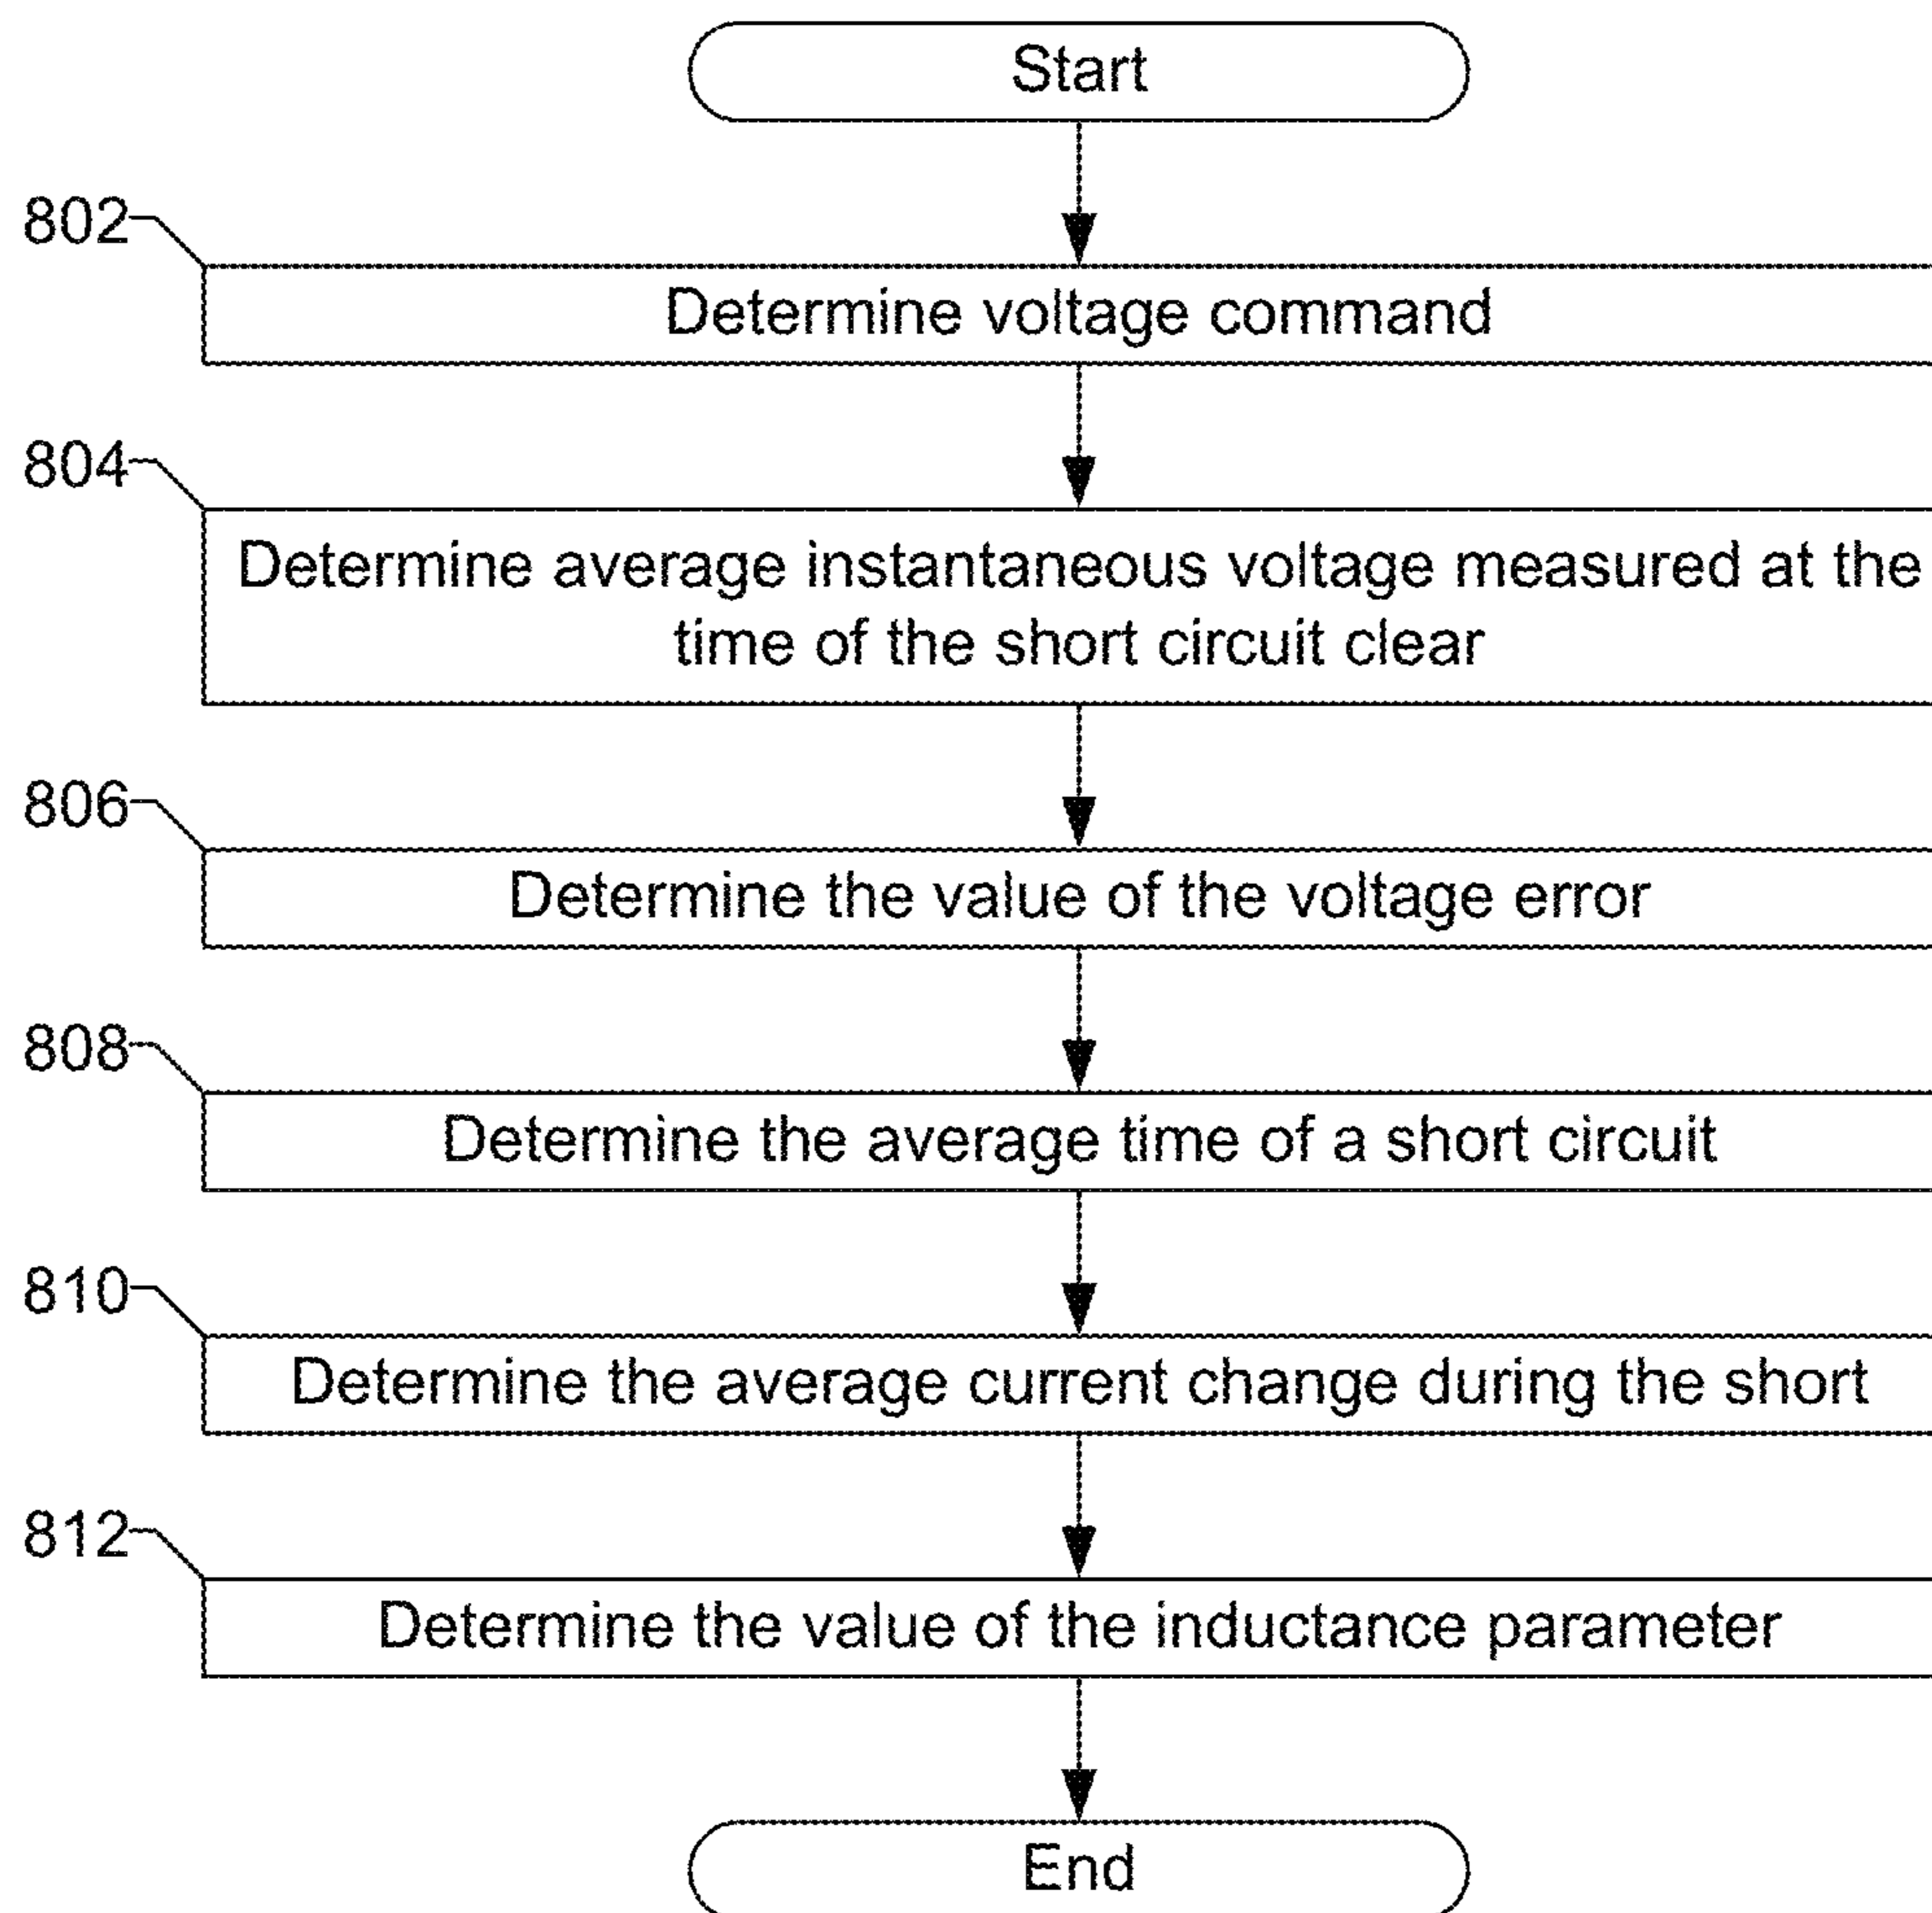 Start
802
Determine voltage command
804
Determine average instantaneous voltage measured at the
time of the short circuit clear
806
Determine the value of the voltage error
808
Determine the average time of a short circuit
810
Determine the average current change during the short
812
Determine the value of the inductance parameter
End